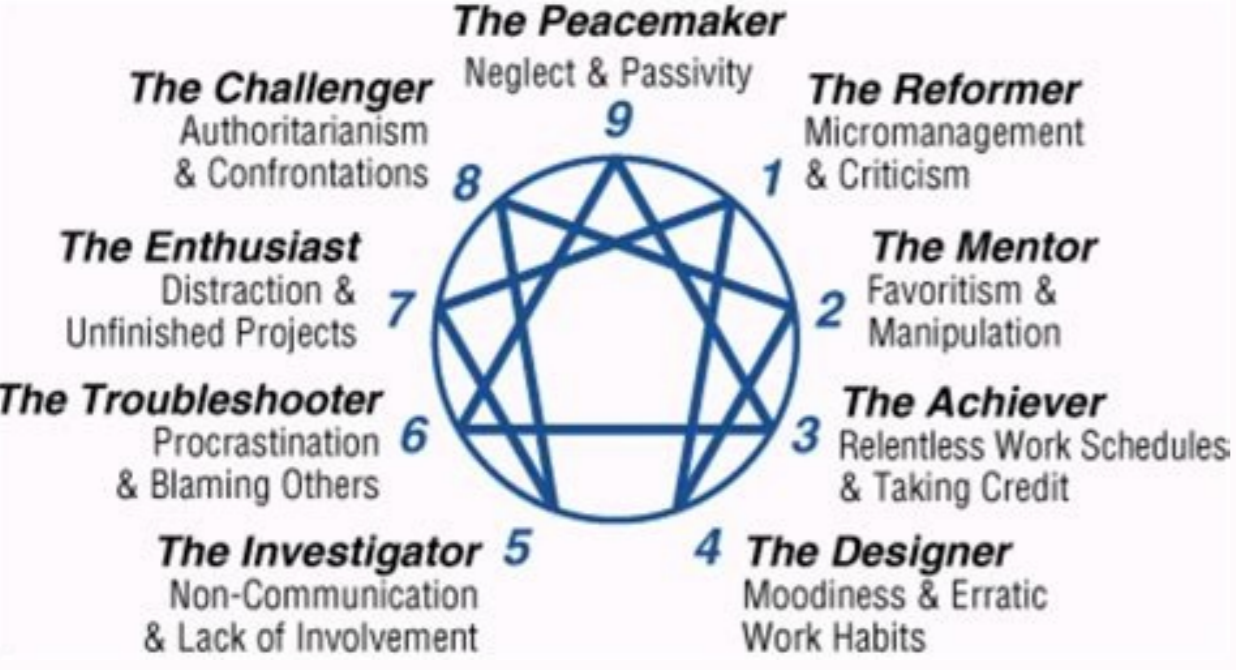 The Peacemaker
Neglect & Passivity
9
The Reformer
Micromanagement
& Criticism
1
The Mentor
Favoritism &
Manipulation
2
The Achiever
Relentless Work Schedules
& Taking Credit
3
The Designer
Moodiness & Erratic
Work Habits
4
The Investigator
Non-Communication
& Lack of Involvement
5
The Troubleshooter
Procrastination
& Blaming Others
6
The Enthusiast
Distraction &
Unfinished Projects
7
The Challenger
Authoritarianism
& Confrontations
8